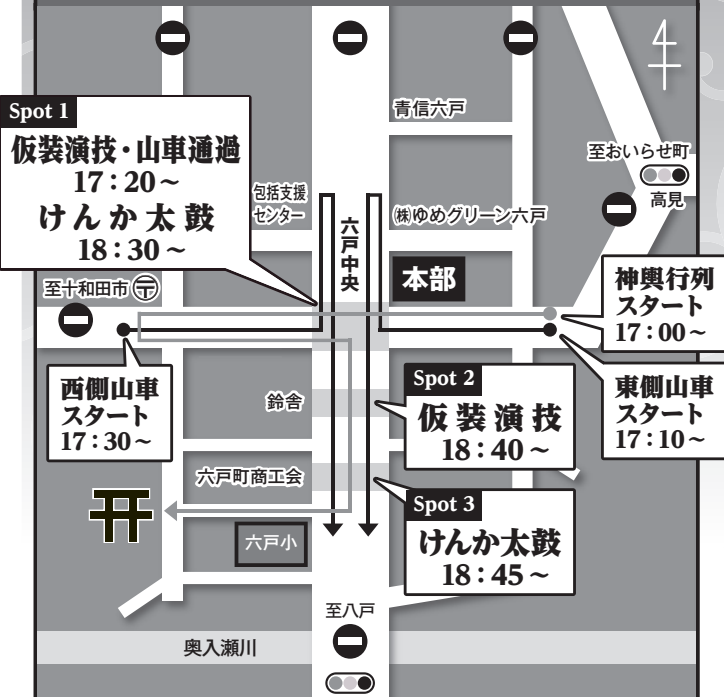 Spot 1
仮装演技・山車通過
17：20～
けんか太鼓
18：30～
青信六戸
至おいらせ町
高見
包括支援
センター
六戸中央
㈱ゆめグリーン六戸
本部
至十和田市〒
神輿行列
スタート
17：00～
西側山車
スタート
17：30～
鈴舎
Spot 2
仮装演技
18：40～
東側山車
スタート
17：10～
六戸町商工会
Spot 3
けんか太鼓
18：45～
六戸小
至八戸
奥入瀬川